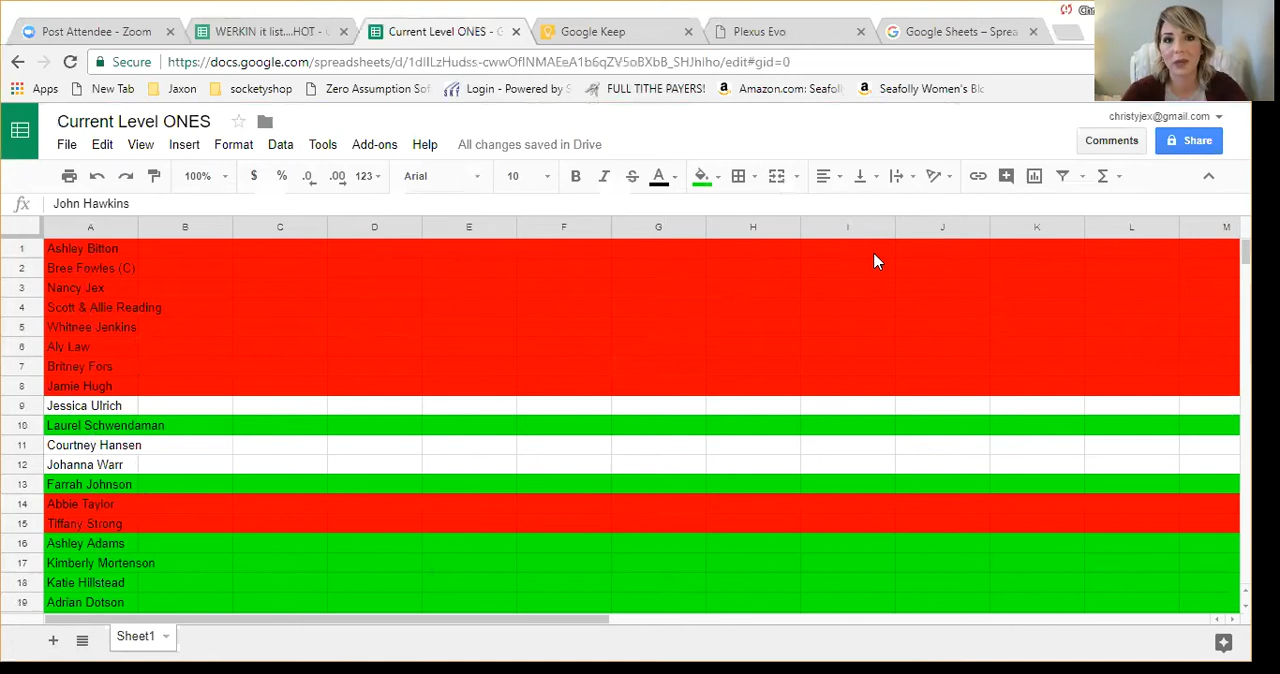 Post Attendee - Zoom
WERKIN it list....HOT - 
Current Level ONES - G
Google Keep
Plexus Evo
Google Sheets – Sprea
Secure
https://docs.google.com/spreadsheets/d/
/edit#gid=0
Apps
New Tab
Jaxon
socketyshop
Zero Assumption Sof
Login - Powered by S
FULL TITHE PAYERS!
Amazon.com: Seafoll
Seafolly Women's Blc
Current Level ONES
christyjex@gmail.com
File Edit View Insert Format Data Tools Add-ons Help All changes saved in Drive
Comments
Share
100% $ % .0 .00 123 Arial 10 B I S A Σ
fx John Hawkins
A B C D E F G H I J K L M
1 Ashley Bitton
2 Bree Fowles (C)
3 Nancy Jex
4 Scott & Allie Reading
5 Whitnee Jenkins
6 Aly Law
7 Britney Fors
8 Jamie Hugh
9 Jessica Ulrich
10 Laurel Schwendaman
11 Courtney Hansen
12 Johanna Warr
13 Farrah Johnson
14 Abbie Taylor
15 Tiffany Strong
16 Ashley Adams
17 Kimberly Mortenson
18 Katie Hillstead
19 Adrian Dotson
Sheet1